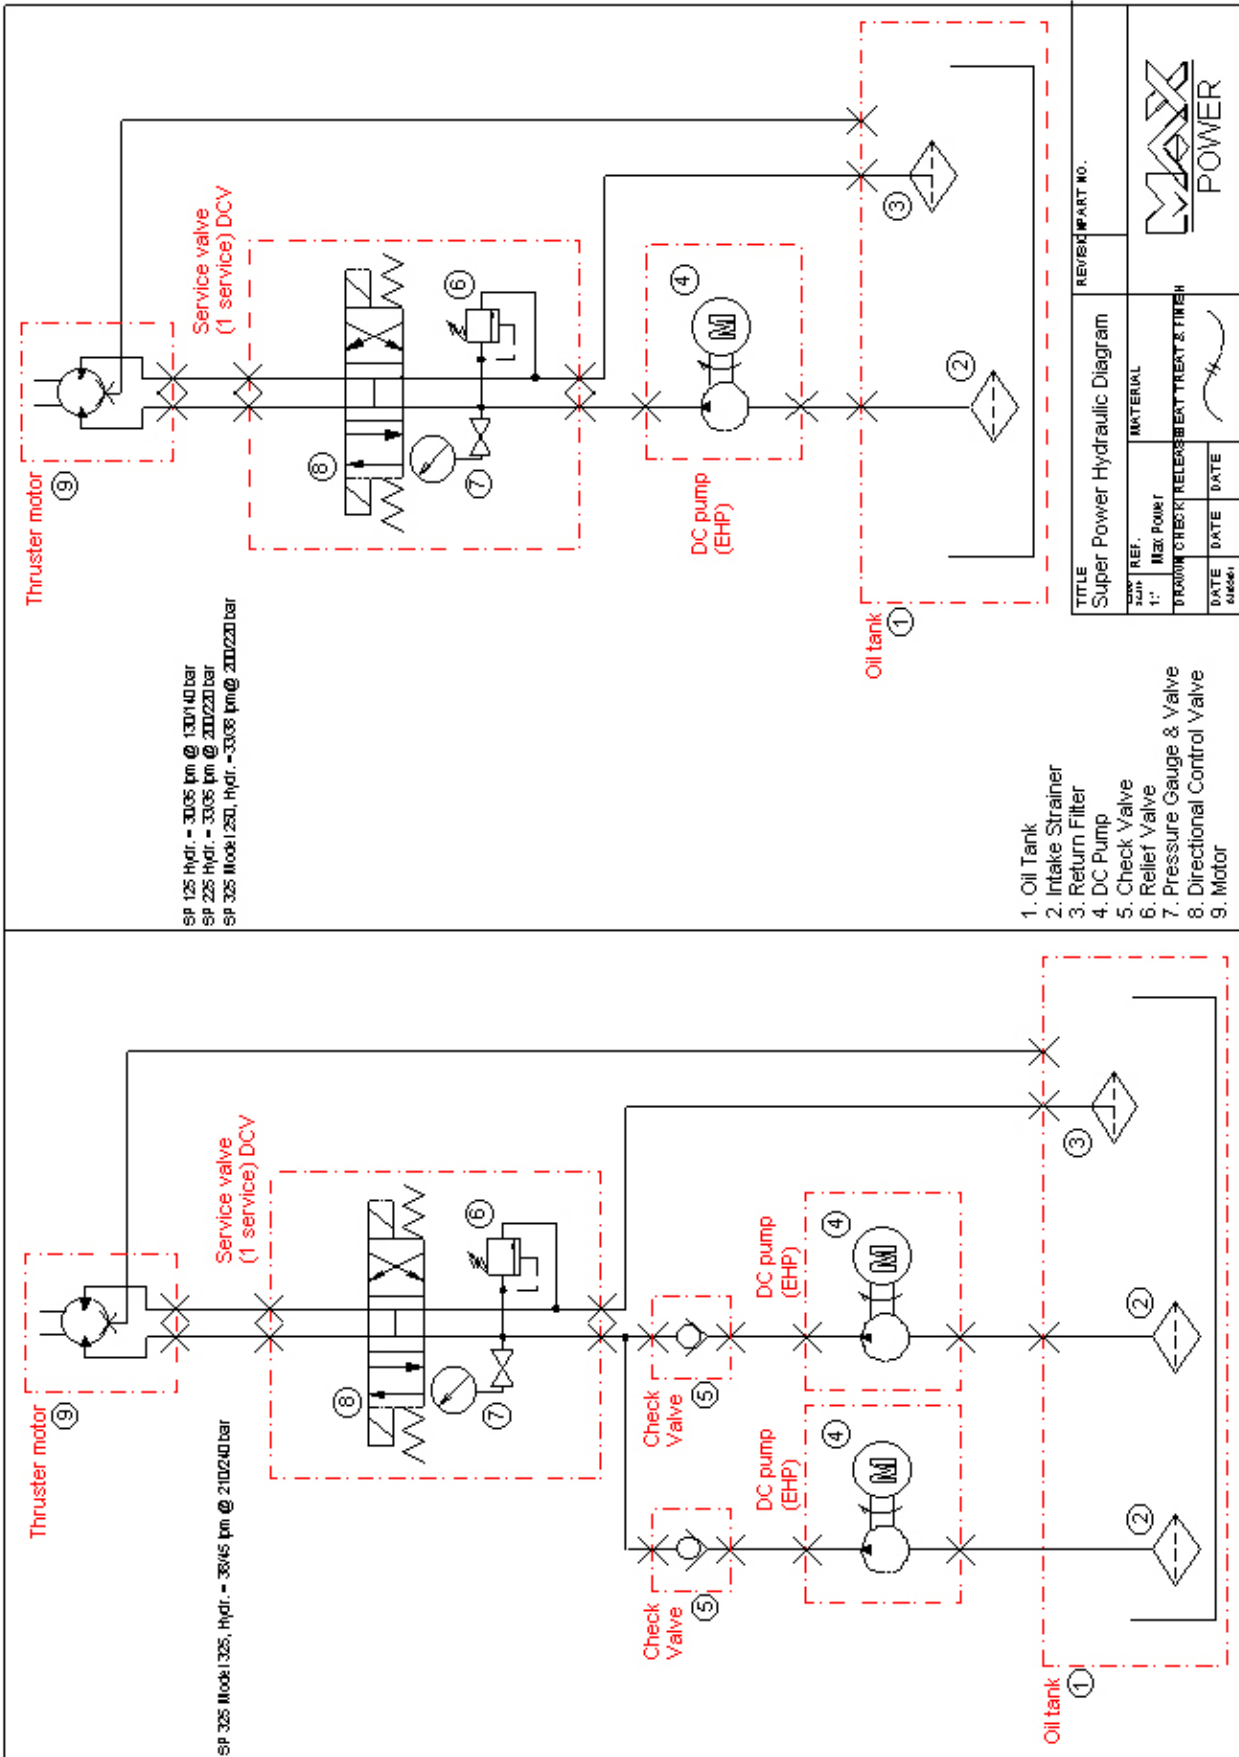 Thruster motor
9
SP 325 Model 325, Hydr. = 38/45 lpm @ 210/240 bar
Service valve
(1 service) DCV
8
7
6
Check
Valve
5
Check
Valve
5
DC pump
(EHP)
4
DC pump
(EHP)
4
3
2
2
Oil tank
1
Thruster motor
9
SP 125 Hydr. = 30/35 lpm @ 130/140 bar
SP 225 Hydr. = 33/35 lpm @ 200/220 bar
SP 325 Model 250, Hydr. = 33/38 lpm @ 200/220 bar
Service valve
(1 service) DCV
8
7
6
DC pump
(EHP)
4
3
2
Oil tank
1
1. Oil Tank
2. Intake Strainer
3. Return Filter
4. DC Pump
5. Check Valve
6. Relief Valve
7. Pressure Gauge & Valve
8. Directional Control Valve
9. Motor
TITLE
Super Power Hydraulic Diagram
PART NO.
REF.
Max Power
MATERIAL
1:1
DRAWN
CHECK
HEAT TREAT & FINISH
DATE
DATE
DATE
MAX
POWER